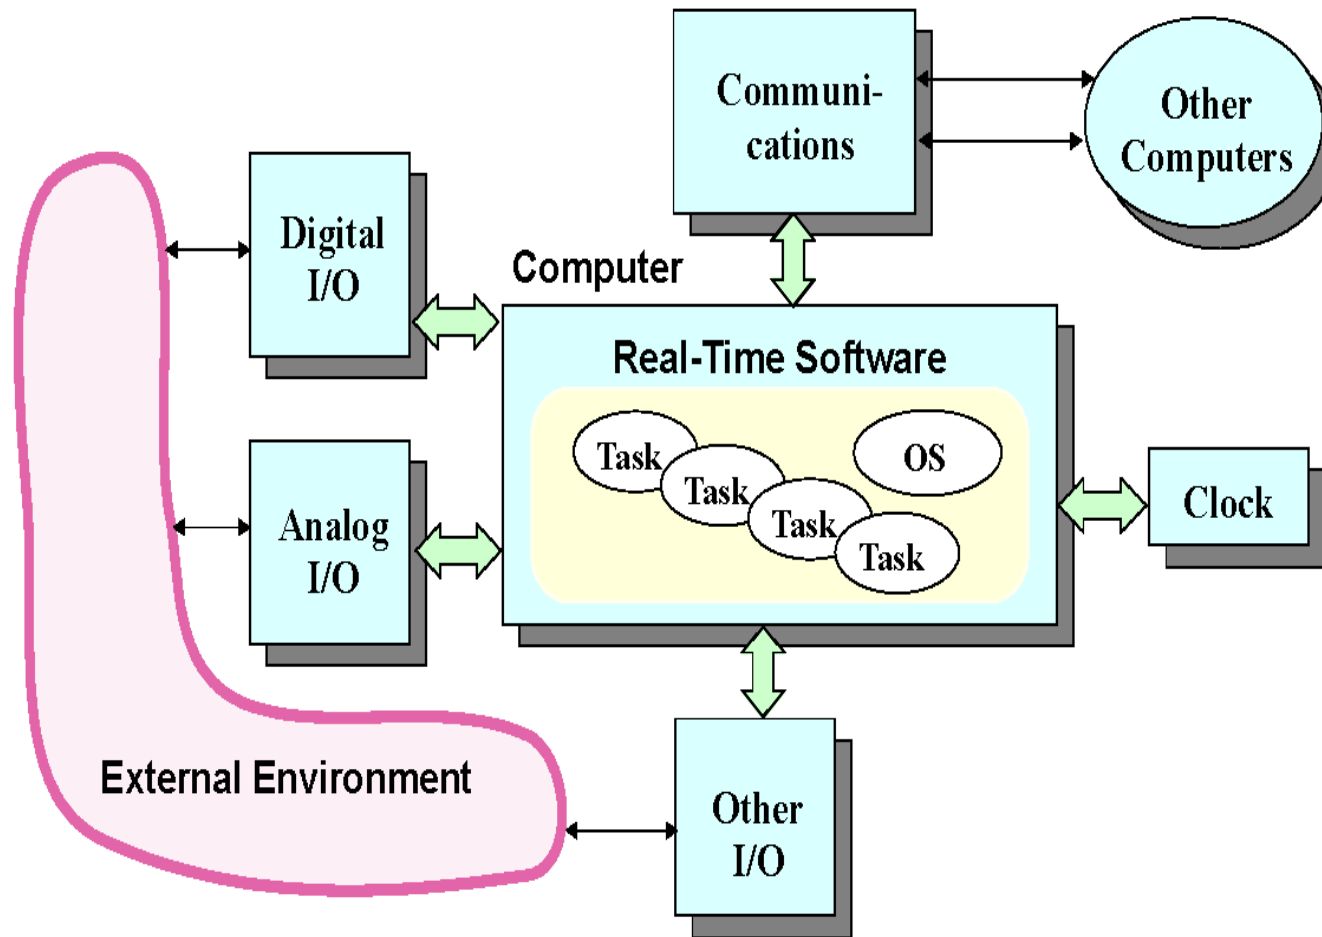 Communi-
cations
Other
Computers
Digital
I/O
Computer
Real-Time Software
Task
Task
Task
Task
OS
Clock
Analog
I/O
External Environment
Other
I/O